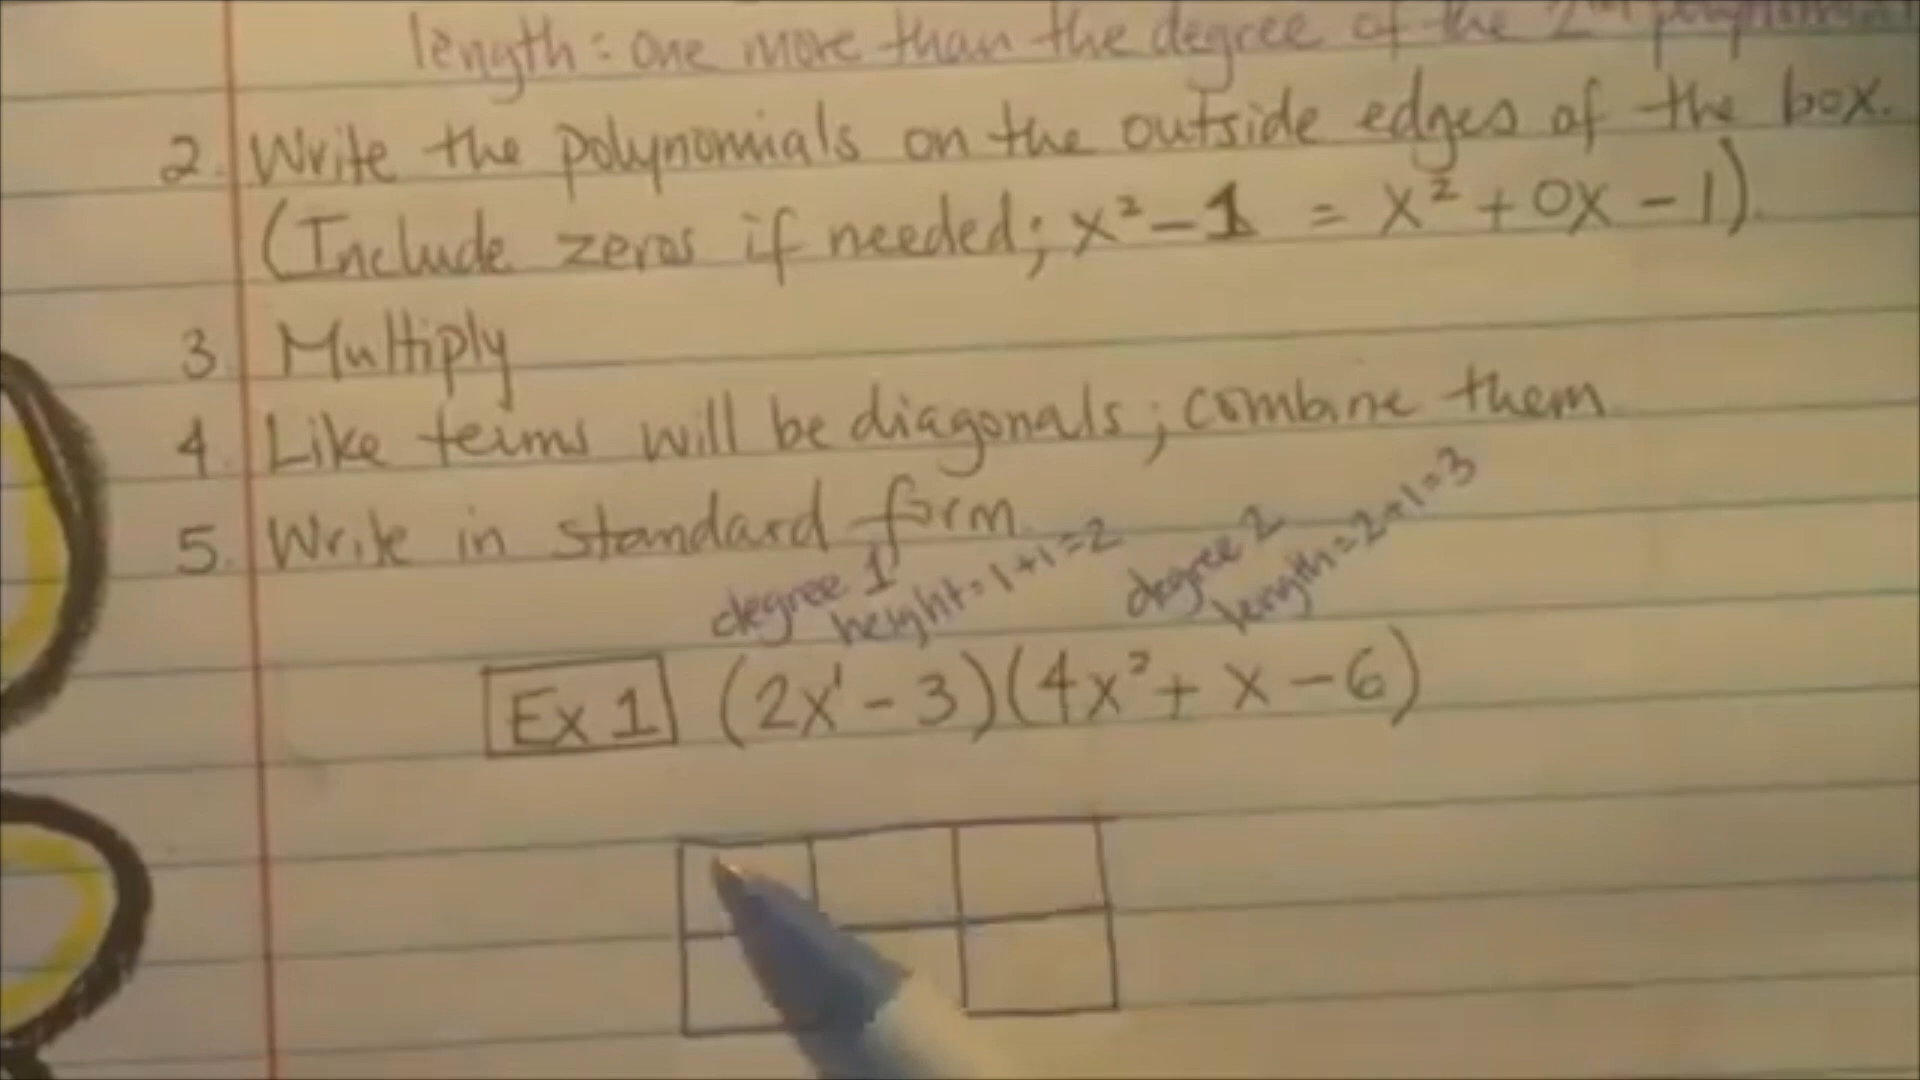 length: one more than the degree of the 2nd polynomial
2. Write the polynomials on the outside edges of the box.
(Include zeros if needed; x² - 1 = x² + 0x - 1)
3. Multiply
4. Like terms will be diagonals; combine them
5. Write in standard form.
degree 1
height = 1+1=2
degree 2
length = 2+1=3
Ex 1 (2x¹ - 3)(4x² + x - 6)